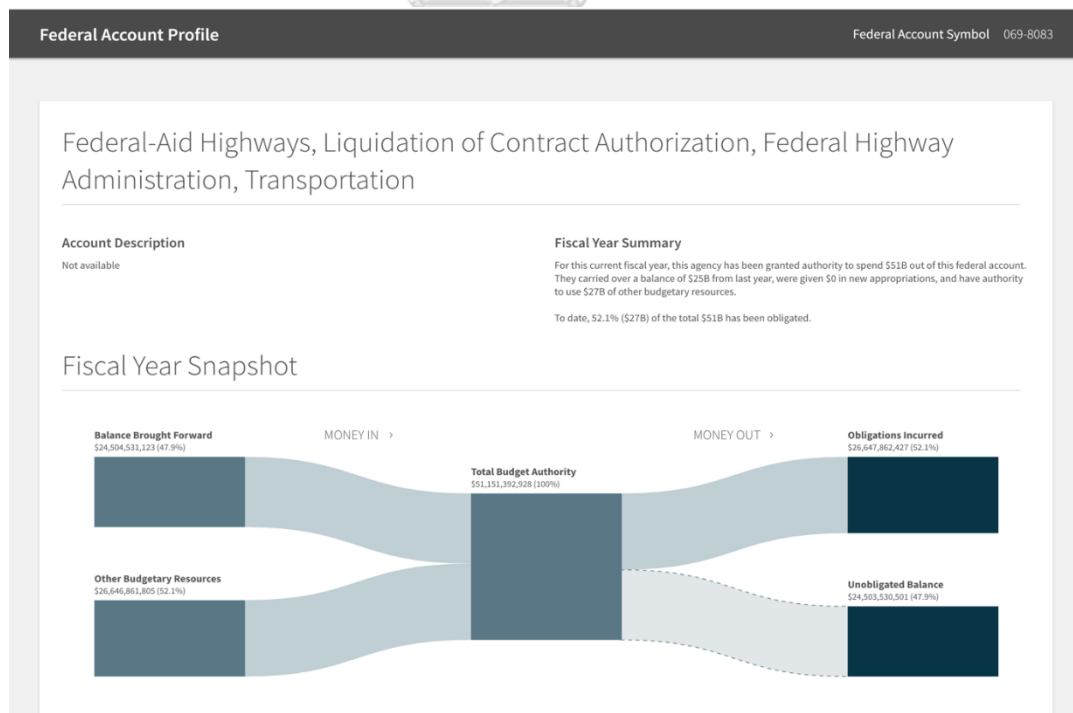 Federal Account Profile
Federal Account Symbol 069-8083
Federal-Aid Highways, Liquidation of Contract Authorization, Federal Highway
Administration, Transportation
Account Description
Not available
Fiscal Year Summary
For this current fiscal year, this agency has been granted authority to spend $51B out of this federal account.
They carried over a balance of $25B from last year, were given $0 in new appropriations, and have authority
to use $27B of other budgetary resources.
To date, 52.1% ($27B) of the total $51B has been obligated.
Fiscal Year Snapshot
MONEY IN >
MONEY OUT >
Balance Brought Forward
$24,504,531,123 (47.9%)
Other Budgetary Resources
$26,646,861,805 (52.1%)
Total Budget Authority
$51,151,392,928 (100%)
Obligations Incurred
$26,647,862,427 (52.1%)
Unobligated Balance
$24,503,530,501 (47.9%)